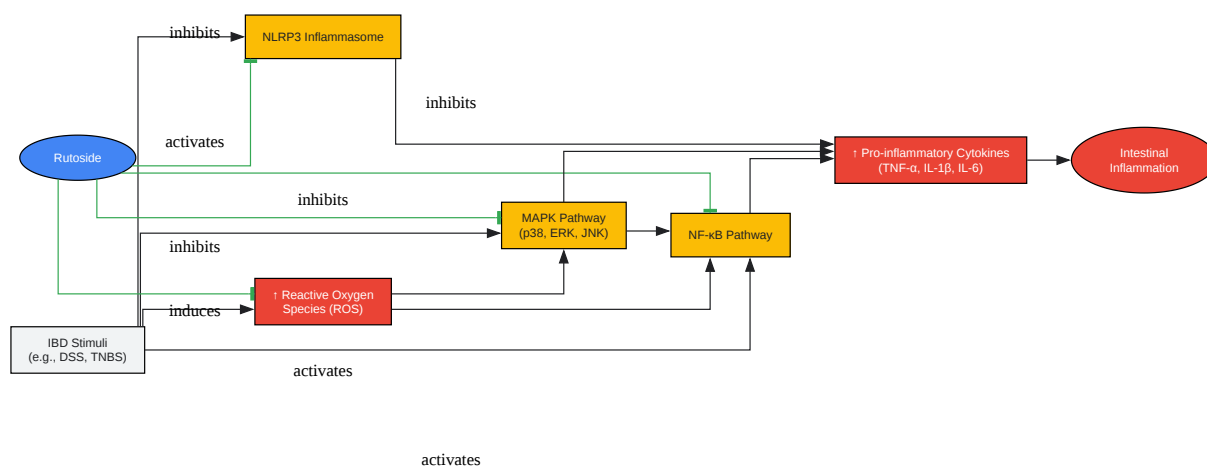 inhibits
NLRP3 Inflammasome
inhibits
activates
Rutoside
↑ Pro-inflammatory Cytokines
(TNF-α, IL-1β, IL-6)
Intestinal
Inflammation
inhibits
MAPK Pathway
(p38, ERK, JNK)
NF-κB Pathway
inhibits
↑ Reactive Oxygen
Species (ROS)
induces
IBD Stimuli
(e.g., DSS, TNBS)
activates
activates